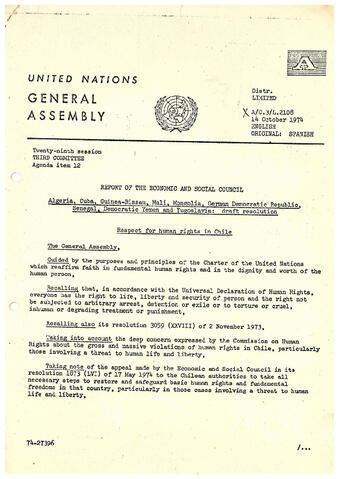 A
UNITED NATIONS
GENERAL
ASSEMBLY
Distr.
LIMITED
A/C.3/L.2108
14 October 1974
ENGLISH
ORIGINAL: SPANISH
Twenty-ninth session
THIRD COMMITTEE
Agenda item 12
REPORT OF THE ECONOMIC AND SOCIAL COUNCIL
Algeria, Cuba, Guinea-Bissau, Mali, Mongolia, German Democratic Republic,
Senegal, Democratic Yemen and Yugoslavia: draft resolution
Respect for human rights in Chile
The General Assembly,
Guided by the purposes and principles of the Charter of the United Nations
which reaffirm faith in fundamental human rights and in the dignity and worth of the
human person,
Recalling that, in accordance with the Universal Declaration of Human Rights,
everyone has the right to life, liberty and security of person and the right not
be subjected to arbitrary arrest, detention or exile or to torture or cruel,
inhuman or degrading treatment or punishment,
Recalling also its resolution 3059 (XXVIII) of 2 November 1973,
Taking into account the deep concern expressed by the Commission on Human
Rights about the gross and massive violations of human rights in Chile, particularly
those involving a threat to human life and liberty,
Taking note of the appeal made by the Economic and Social Council in its
resolution 1873 (LVI) of 17 May 1974 to the Chilean authorities to take all
necessary steps to restore and safeguard basic human rights and fundamental
freedoms in that country, particularly in those cases involving a threat to human
life and liberty,
74-27396
/...